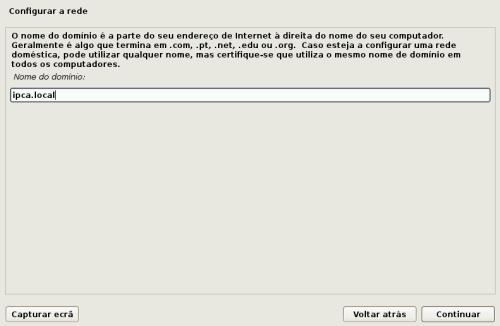 Configurar a rede
O nome do domínio é a parte do seu endereço de Internet à direita do nome do seu computador.
Geralmente é algo que termina em .com, .pt, .net, .edu ou .org.  Caso esteja a configurar uma rede
doméstica, pode utilizar qualquer nome, mas certifique-se que utiliza o mesmo nome de domínio em
todos os computadores.
Nome do domínio:
ipca.local
Capturar ecrã
Voltar atrás
Continuar